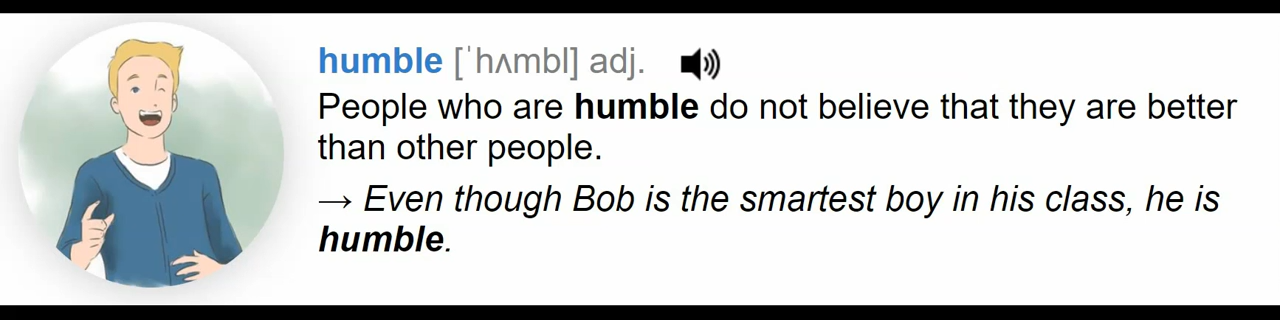 humble [ˈhʌmbl] adj.
People who are humble do not believe that they are better
than other people.
→ Even though Bob is the smartest boy in his class, he is
humble.